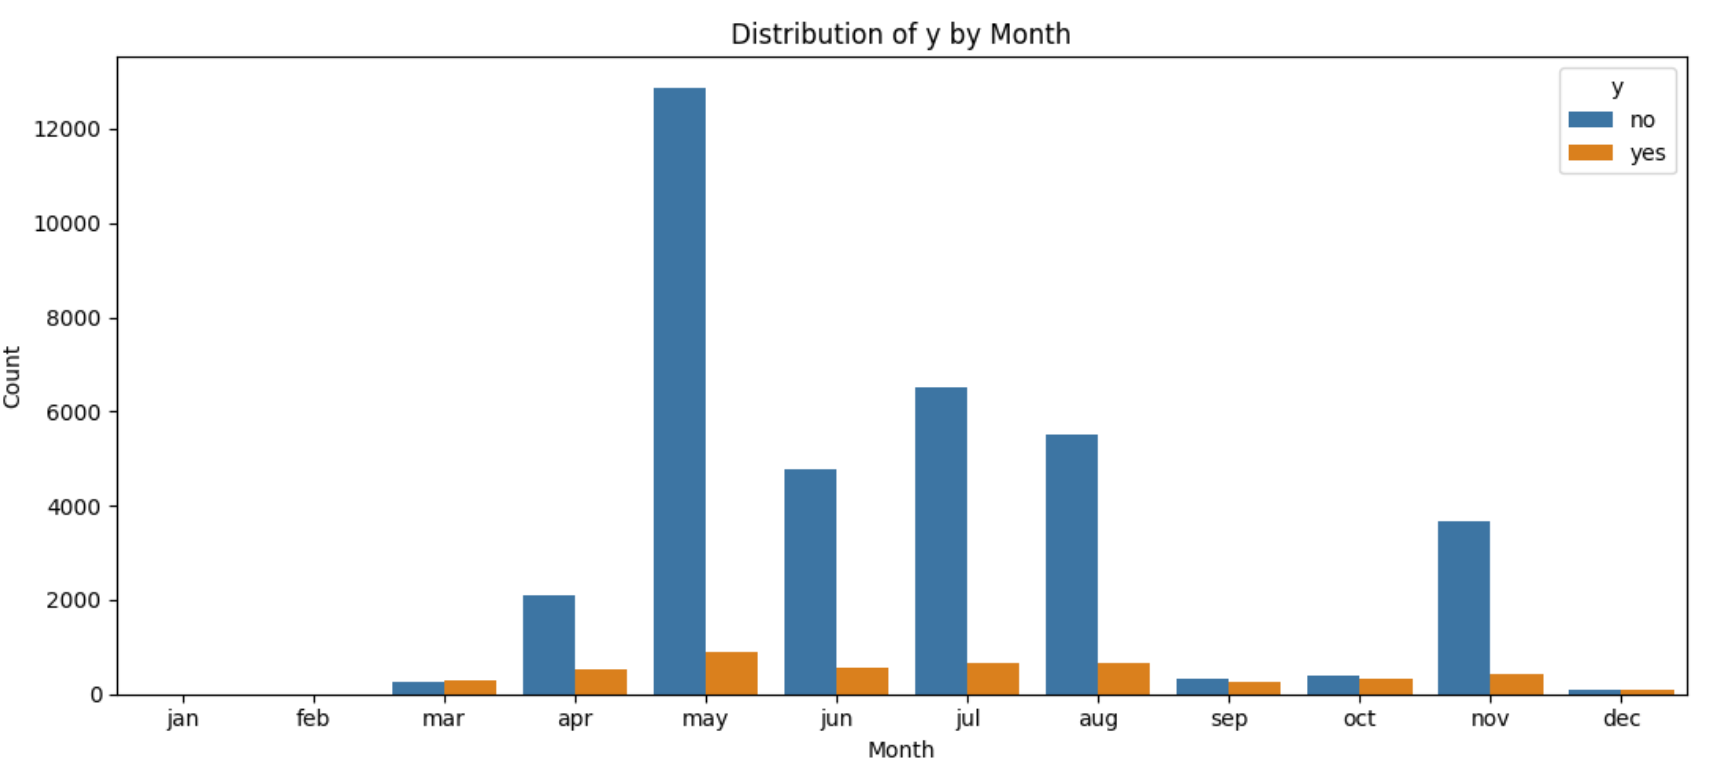 Distribution of y by Month
y
no
yes
Count
12000
10000
8000
6000
4000
2000
0
jan feb mar apr may jun jul aug sep oct nov dec
Month